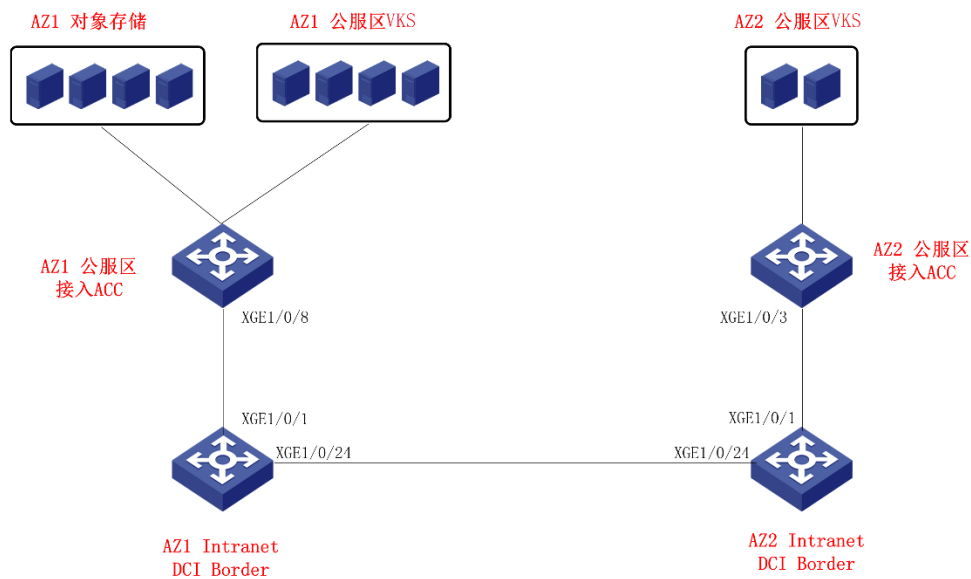 AZ1 对象存储
AZ1 公服区VKS
AZ2 公服区VKS
AZ1 公服区
接入ACC
AZ2 公服区
接入ACC
XGE1/0/8
XGE1/0/3
XGE1/0/1
XGE1/0/1
XGE1/0/24
XGE1/0/24
AZ1 Intranet
DCI Border
AZ2 Intranet
DCI Border